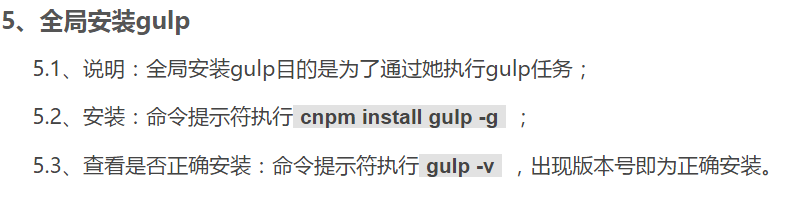 5、全局安装gulp
5.1、说明：全局安装gulp目的是为了通过她执行gulp任务；
5.2、安装：命令提示符执行 cnpm install gulp -g ；
5.3、查看是否正确安装：命令提示符执行 gulp -v ，出现版本号即为正确安装。